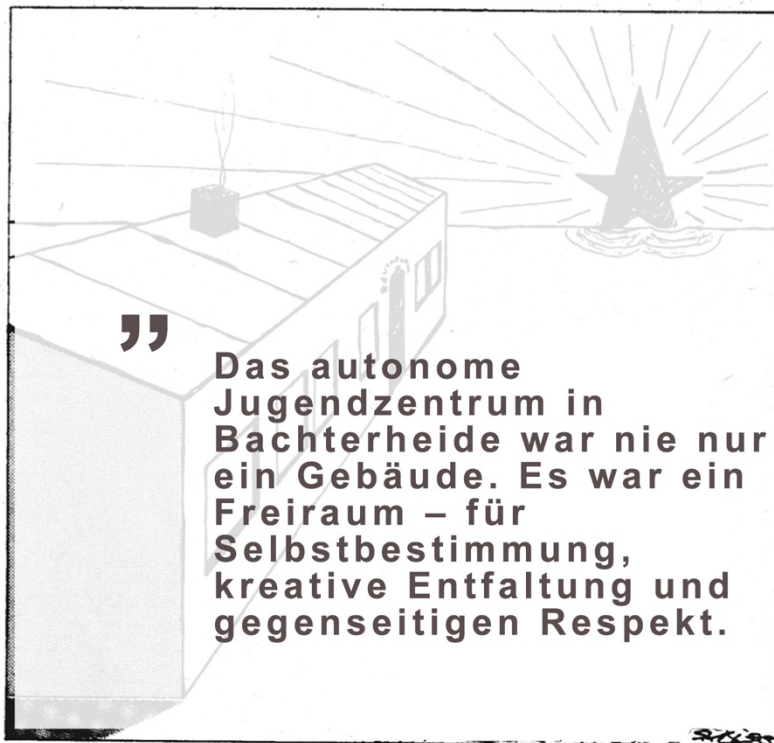 ”
Das autonome
Jugendzentrum in
Bachterheide war nie nur
ein Gebäude. Es war ein
Freiraum – für
Selbstbestimmung,
kreative Entfaltung und
gegenseitigen Respekt.